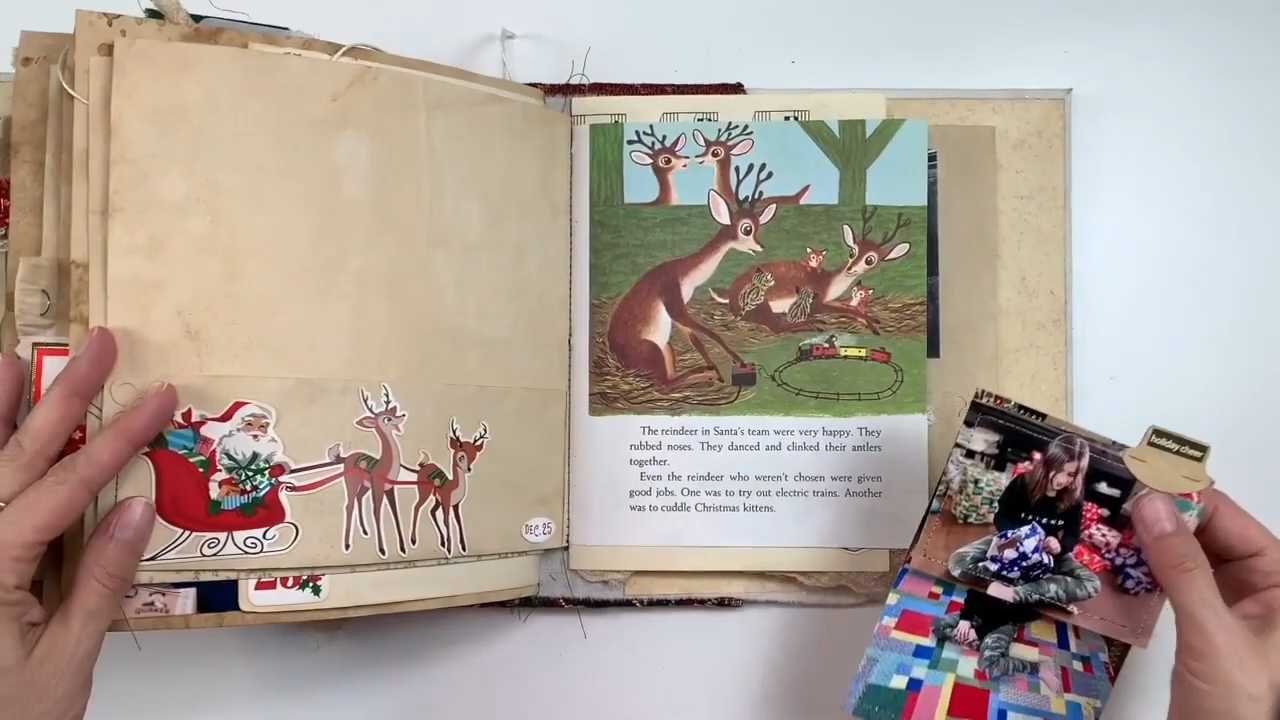 The reindeer in Santa's team were very happy. They
rubbed noses. They danced and clinked their antlers
together.
Even the reindeer who weren't chosen were given
good jobs. One was to try out electric trains. Another
was to cuddle Christmas kittens.
DEC. 25
holiday cheer
QUAKER